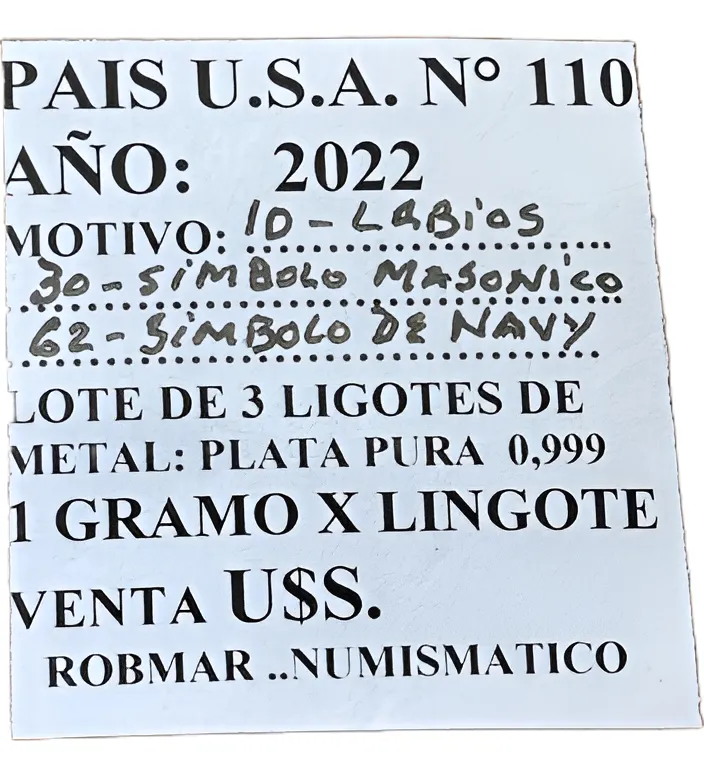 PAIS U.S.A. N° 110
AÑO: 2022
MOTIVO: 10 - LABiOS
30 - SiMBOLO MASONiCO
62 - SiMBOLO DE NAVY
LOTE DE 3 LIGOTES DE
METAL: PLATA PURA 0,999
1 GRAMO X LINGOTE
VENTA U$S.
ROBMAR ..NUMISMATICO